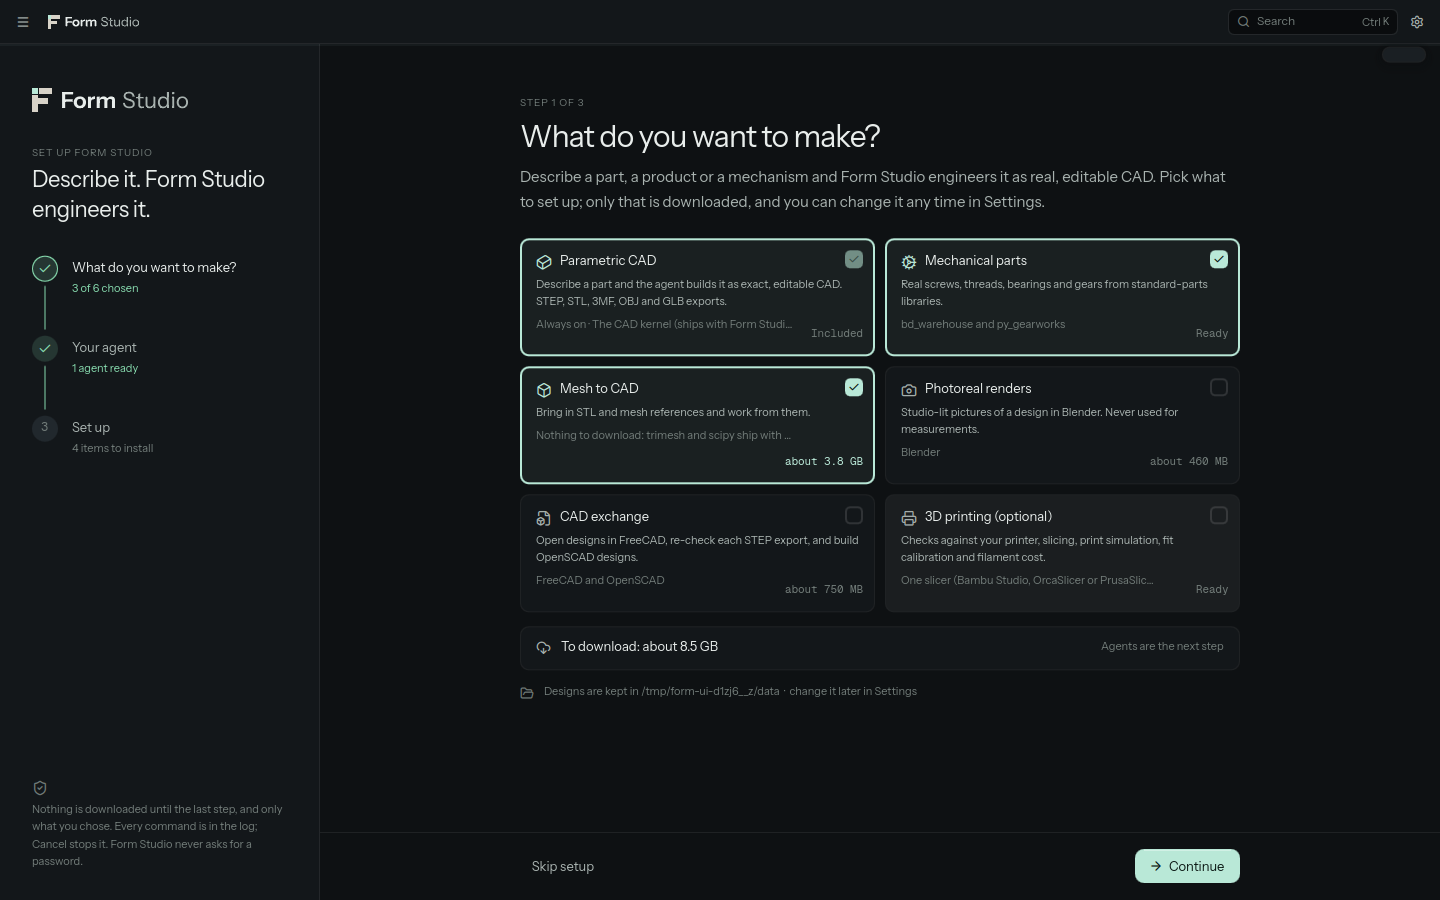 Form Studio
Search Ctrl K
Form Studio
SET UP FORM STUDIO
Describe it. Form Studio
engineers it.
What do you want to make?
3 of 6 chosen
Your agent
1 agent ready
3 Set up
4 items to install
Nothing is downloaded until the last step, and only
what you chose. Every command is in the log;
Cancel stops it. Form Studio never asks for a
password.
STEP 1 OF 3
What do you want to make?
Describe a part, a product or a mechanism and Form Studio engineers it as real, editable CAD. Pick what
to set up; only that is downloaded, and you can change it any time in Settings.
Parametric CAD
Describe a part and the agent builds it as exact, editable CAD.
STEP, STL, 3MF, OBJ and GLB exports.
Always on · The CAD kernel (ships with Form Studi...
Included
Mechanical parts
Real screws, threads, bearings and gears from standard-parts
libraries.
bd_warehouse and py_gearworks
Ready
Mesh to CAD
Bring in STL and mesh references and work from them.
Nothing to download: trimesh and scipy ship with ...
about 3.8 GB
Photoreal renders
Studio-lit pictures of a design in Blender. Never used for
measurements.
Blender
about 460 MB
CAD exchange
Open designs in FreeCAD, re-check each STEP export, and build
OpenSCAD designs.
FreeCAD and OpenSCAD
about 750 MB
3D printing (optional)
Checks against your printer, slicing, print simulation, fit
calibration and filament cost.
One slicer (Bambu Studio, OrcaSlicer or PrusaSlic...
Ready
To download: about 8.5 GB
Agents are the next step
Designs are kept in /tmp/form-ui-d1zj6__z/data · change it later in Settings
Skip setup
Continue